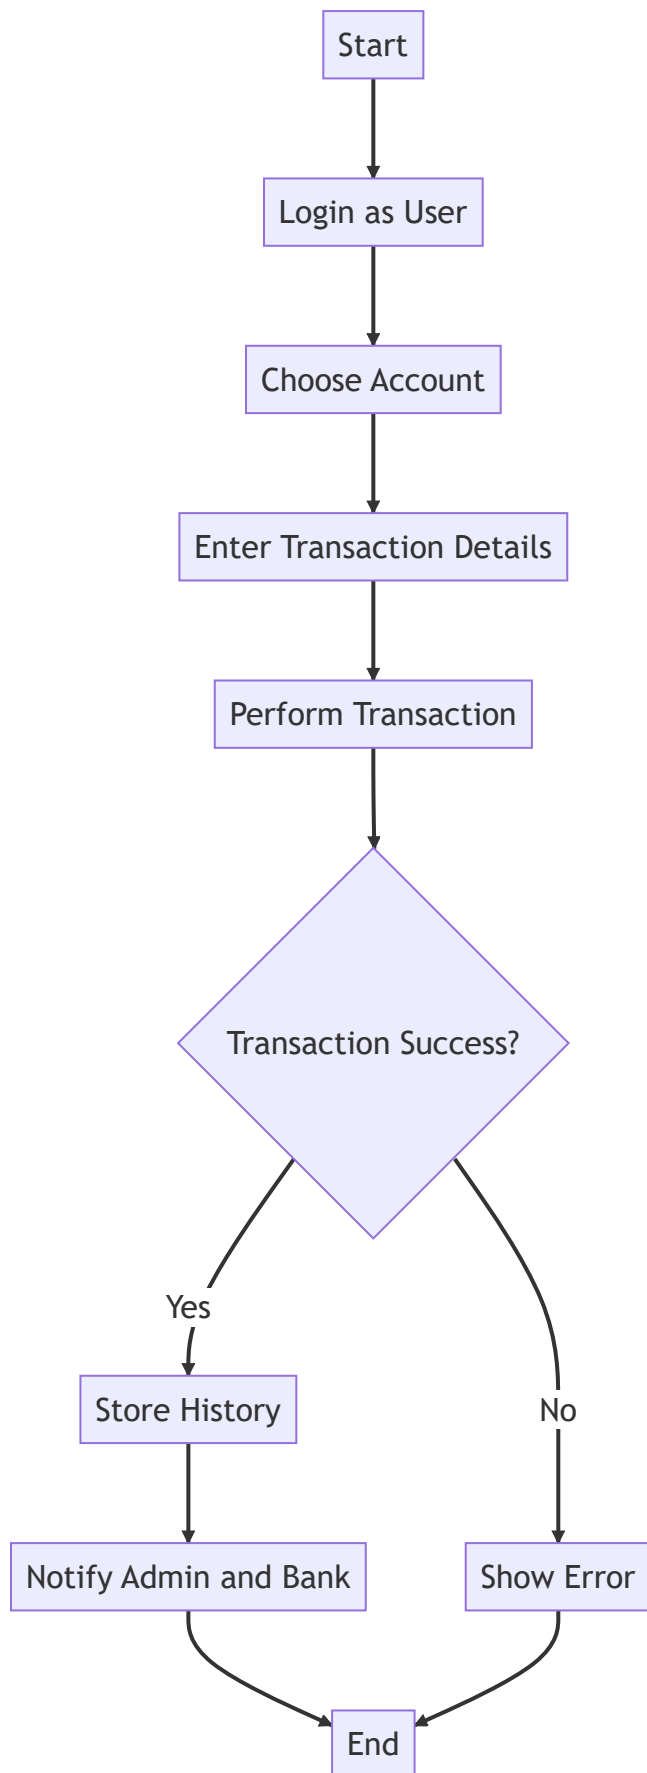 Start
Login as User
Choose Account
Enter Transaction Details
Perform Transaction
Transaction Success?
Yes
No
Store History
Notify Admin and Bank
Show Error
End